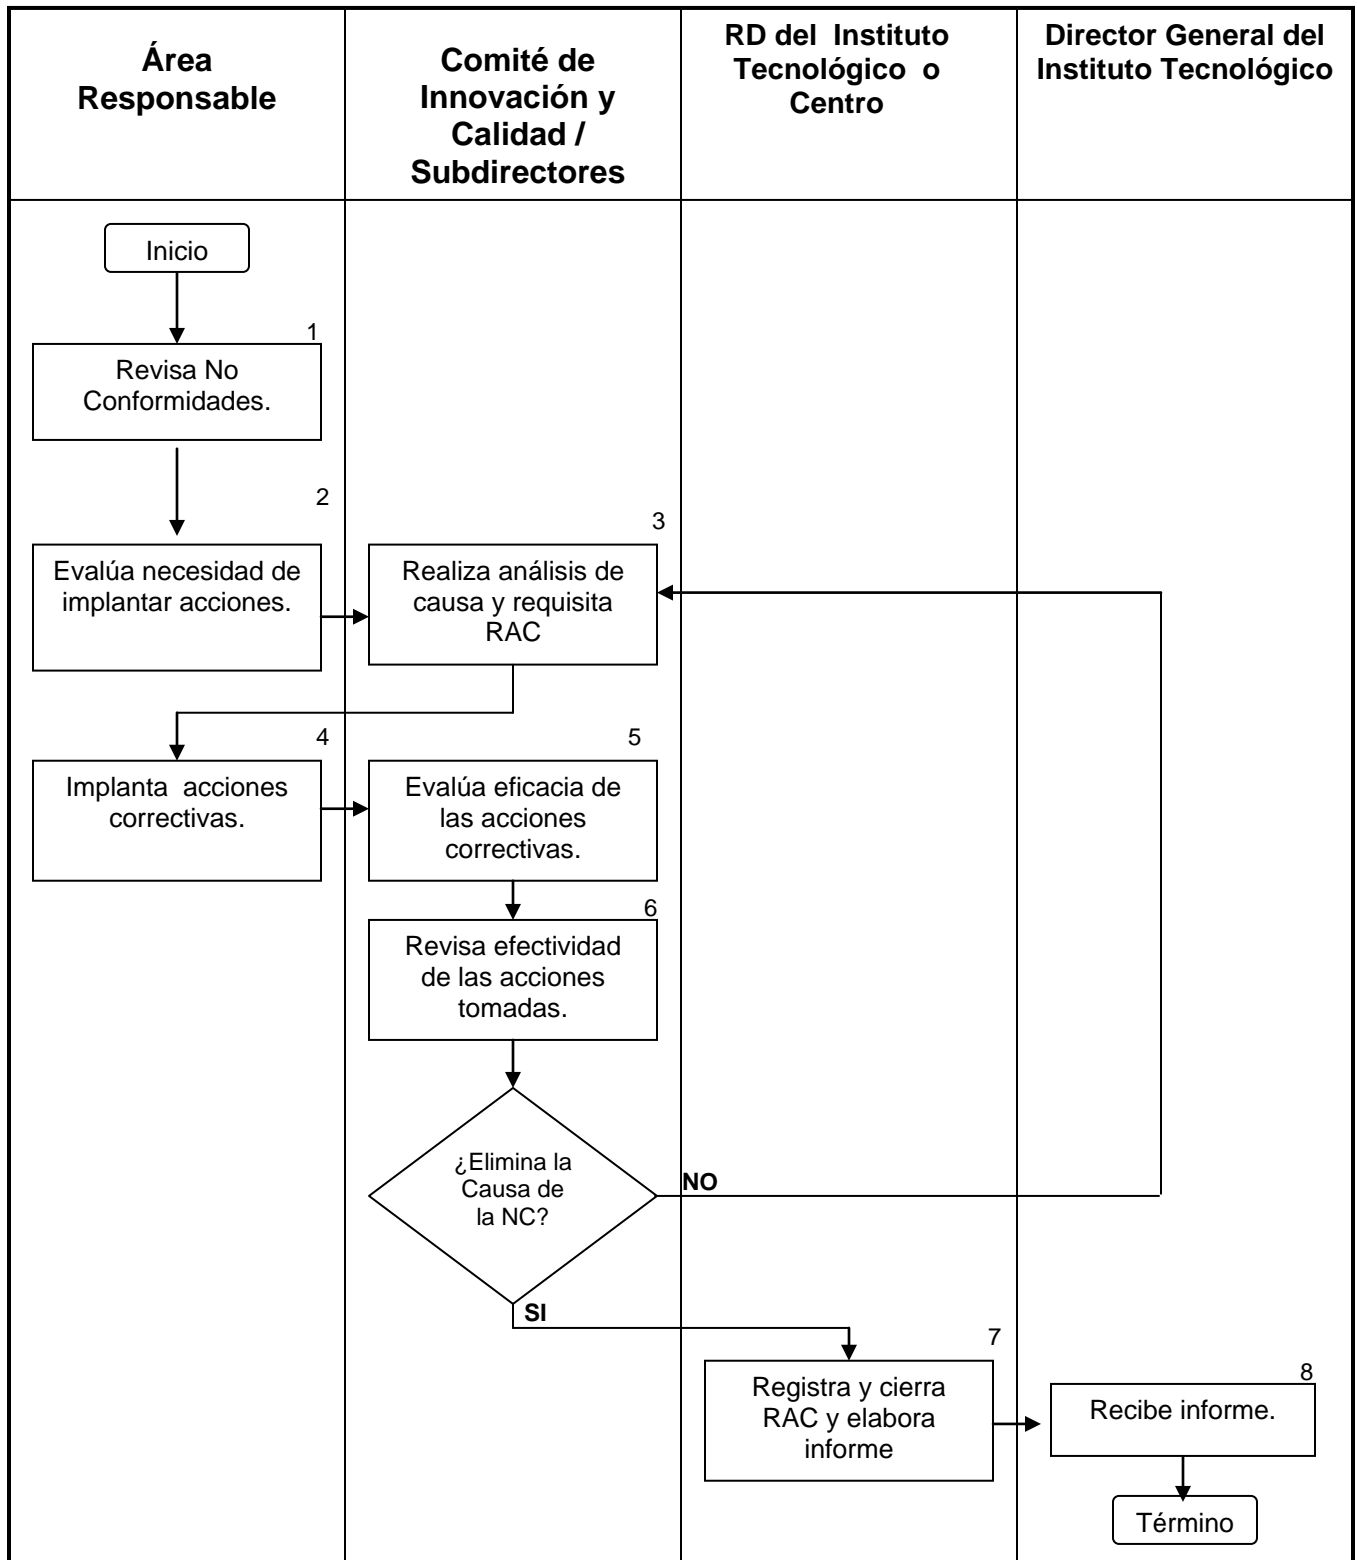 Área
Responsable
Comité de
Innovación y
Calidad /
Subdirectores
RD del Instituto
Tecnológico o
Centro
Director General del
Instituto Tecnológico
Inicio
1
Revisa No
Conformidades.
2
Evalúa necesidad de
implantar acciones.
3
Realiza análisis de
causa y requisita
RAC
4
Implanta acciones
correctivas.
5
Evalúa eficacia de
las acciones
correctivas.
6
Revisa efectividad
de las acciones
tomadas.
¿Elimina la
Causa de
la NC?
NO
SI
7
Registra y cierra
RAC y elabora
informe
8
Recibe informe.
Término